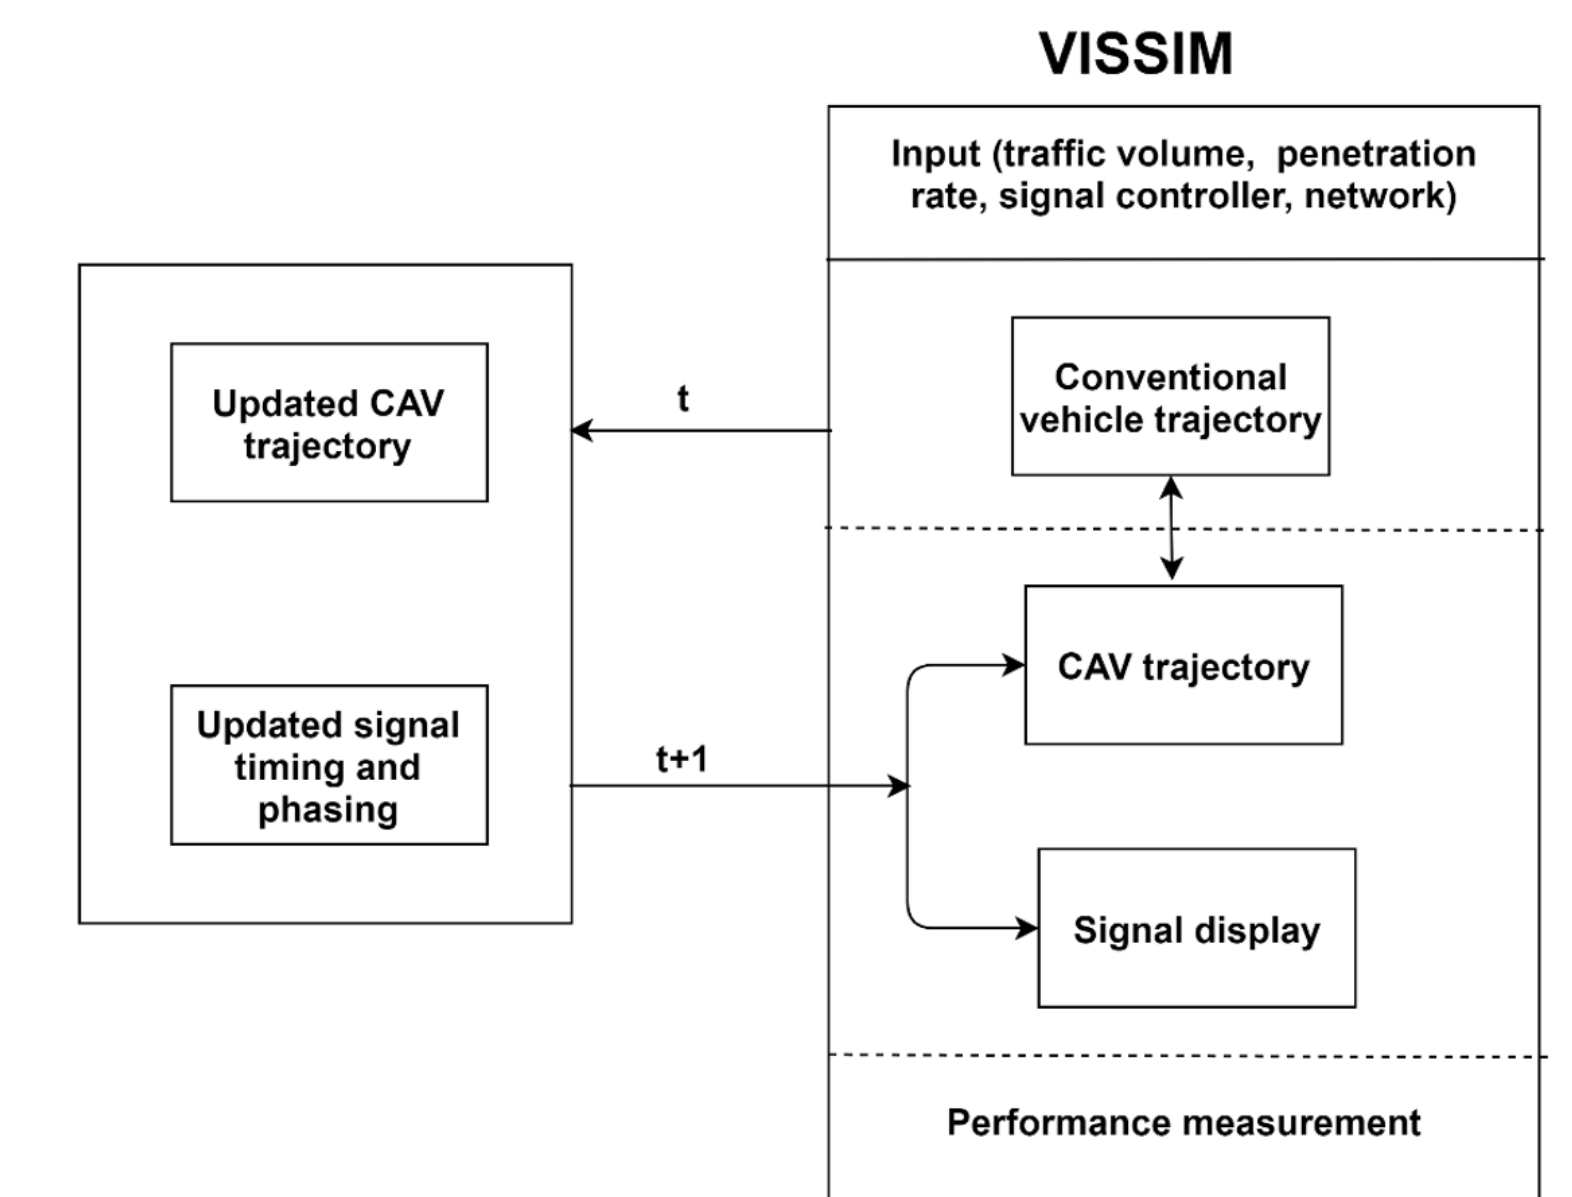 VISSIM
Input (traffic volume, penetration
rate, signal controller, network)
Conventional
vehicle trajectory
Updated CAV
trajectory
t
CAV trajectory
Updated signal
timing and
phasing
t+1
Signal display
Performance measurement